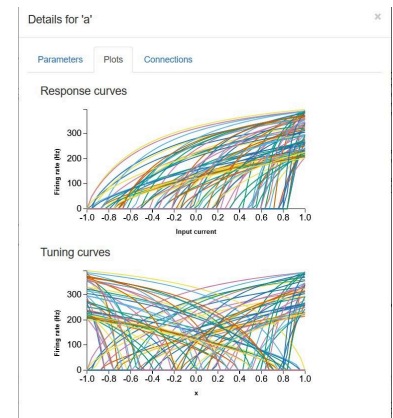 Details for 'a'
×
Parameters Plots Connections
Response curves
300
200
100
0
Firing rate (Hz)
-1.0 -0.8 -0.6 -0.4 -0.2 0.0 0.2 0.4 0.6 0.8 1.0
Input current
Tuning curves
300
200
100
0
Firing rate (Hz)
-1.0 -0.8 -0.6 -0.4 -0.2 0.0 0.2 0.4 0.6 0.8 1.0
x